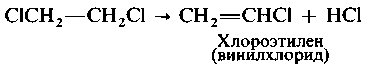 ClCH₂—CH₂Cl → CH₂=CHCl + HCl
Хлороэтилен
(винилхлорид)